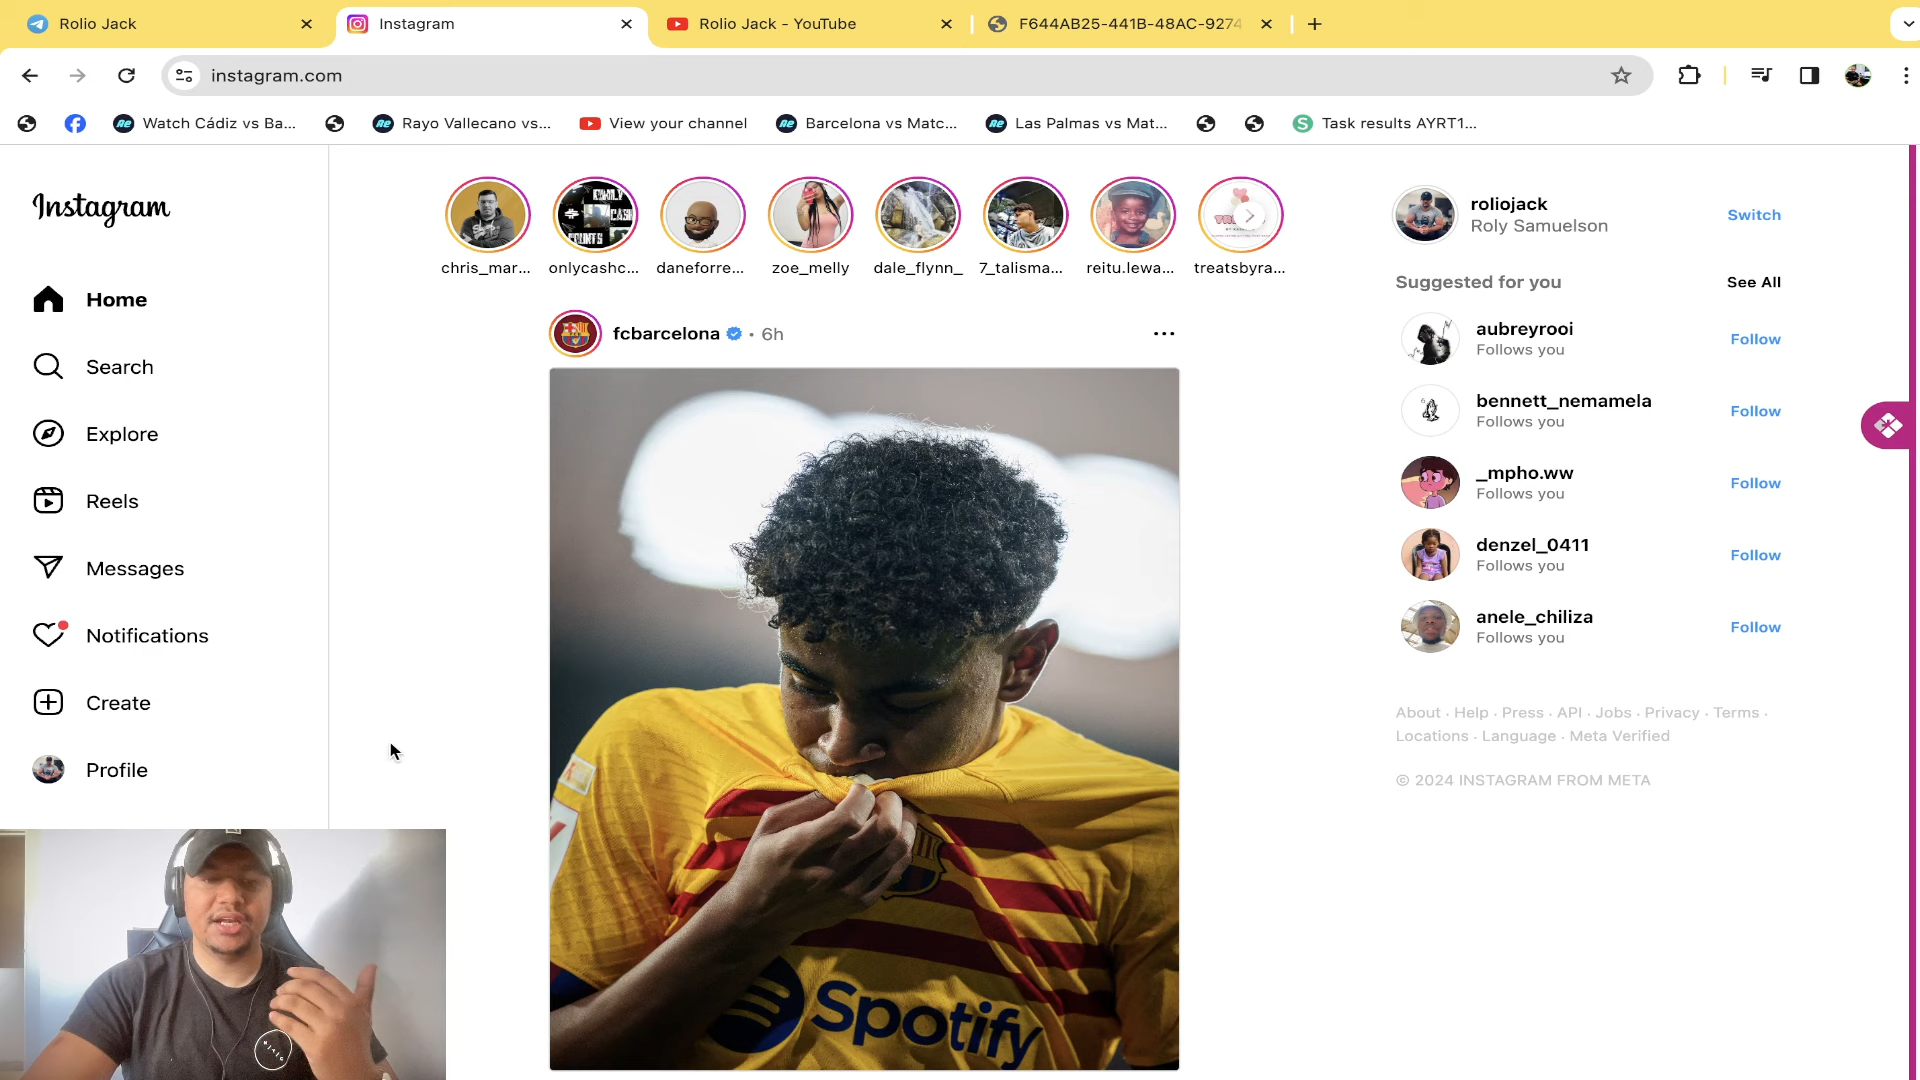 Rolio Jack
Instagram
Rolio Jack - YouTube
F644AB25-441B-48AC-9274
instagram.com
Watch Cádiz vs Ba...
Rayo Vallecano vs...
View your channel
Barcelona vs Matc...
Las Palmas vs Mat...
Task results AYRT1...
Instagram
Home
Search
Explore
Reels
Messages
Notifications
Create
Profile
chris_mar...
onlycashc...
daneforre...
zoe_melly
dale_flynn_
7_talisma...
reitu.lewa...
treatsbyra...
fcbarcelona • 6h
Spotify
roliojack
Roly Samuelson
Switch
Suggested for you
See All
aubreyrooi
Follows you
Follow
bennett_nemamela
Follows you
Follow
_mpho.ww
Follows you
Follow
denzel_0411
Follows you
Follow
anele_chiliza
Follows you
Follow
About · Help · Press · API · Jobs · Privacy · Terms ·
Locations · Language · Meta Verified
© 2024 INSTAGRAM FROM META